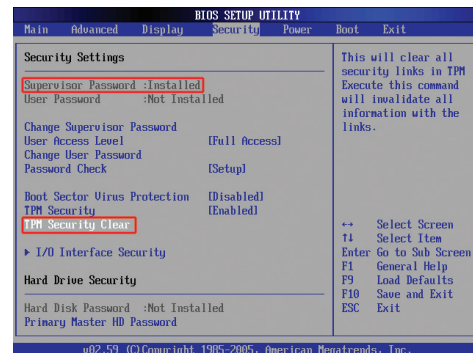 BIOS SETUP UTILITY
Main Advanced Display Security Power Boot Exit
Security Settings
Supervisor Password :Installed
User Password :Not Installed
Change Supervisor Password
User Access Level [Full Access]
Change User Password
Password Check [Setup]
Boot Sector Virus Protection [Disabled]
TPM Security [Enabled]
TPM Security Clear
▶ I/O Interface Security
Hard Drive Security
Hard Disk Password :Not Installed
Primary Master HD Password
This will clear all
security links in TPM
Execute this command
will invalidate all
information with the
links.
↔ Select Screen
↑↓ Select Item
Enter Go to Sub Screen
F1 General Help
F9 Load Defaults
F10 Save and Exit
ESC Exit
v02.59 (C)Copyright 1985-2005, American Megatrends, Inc.